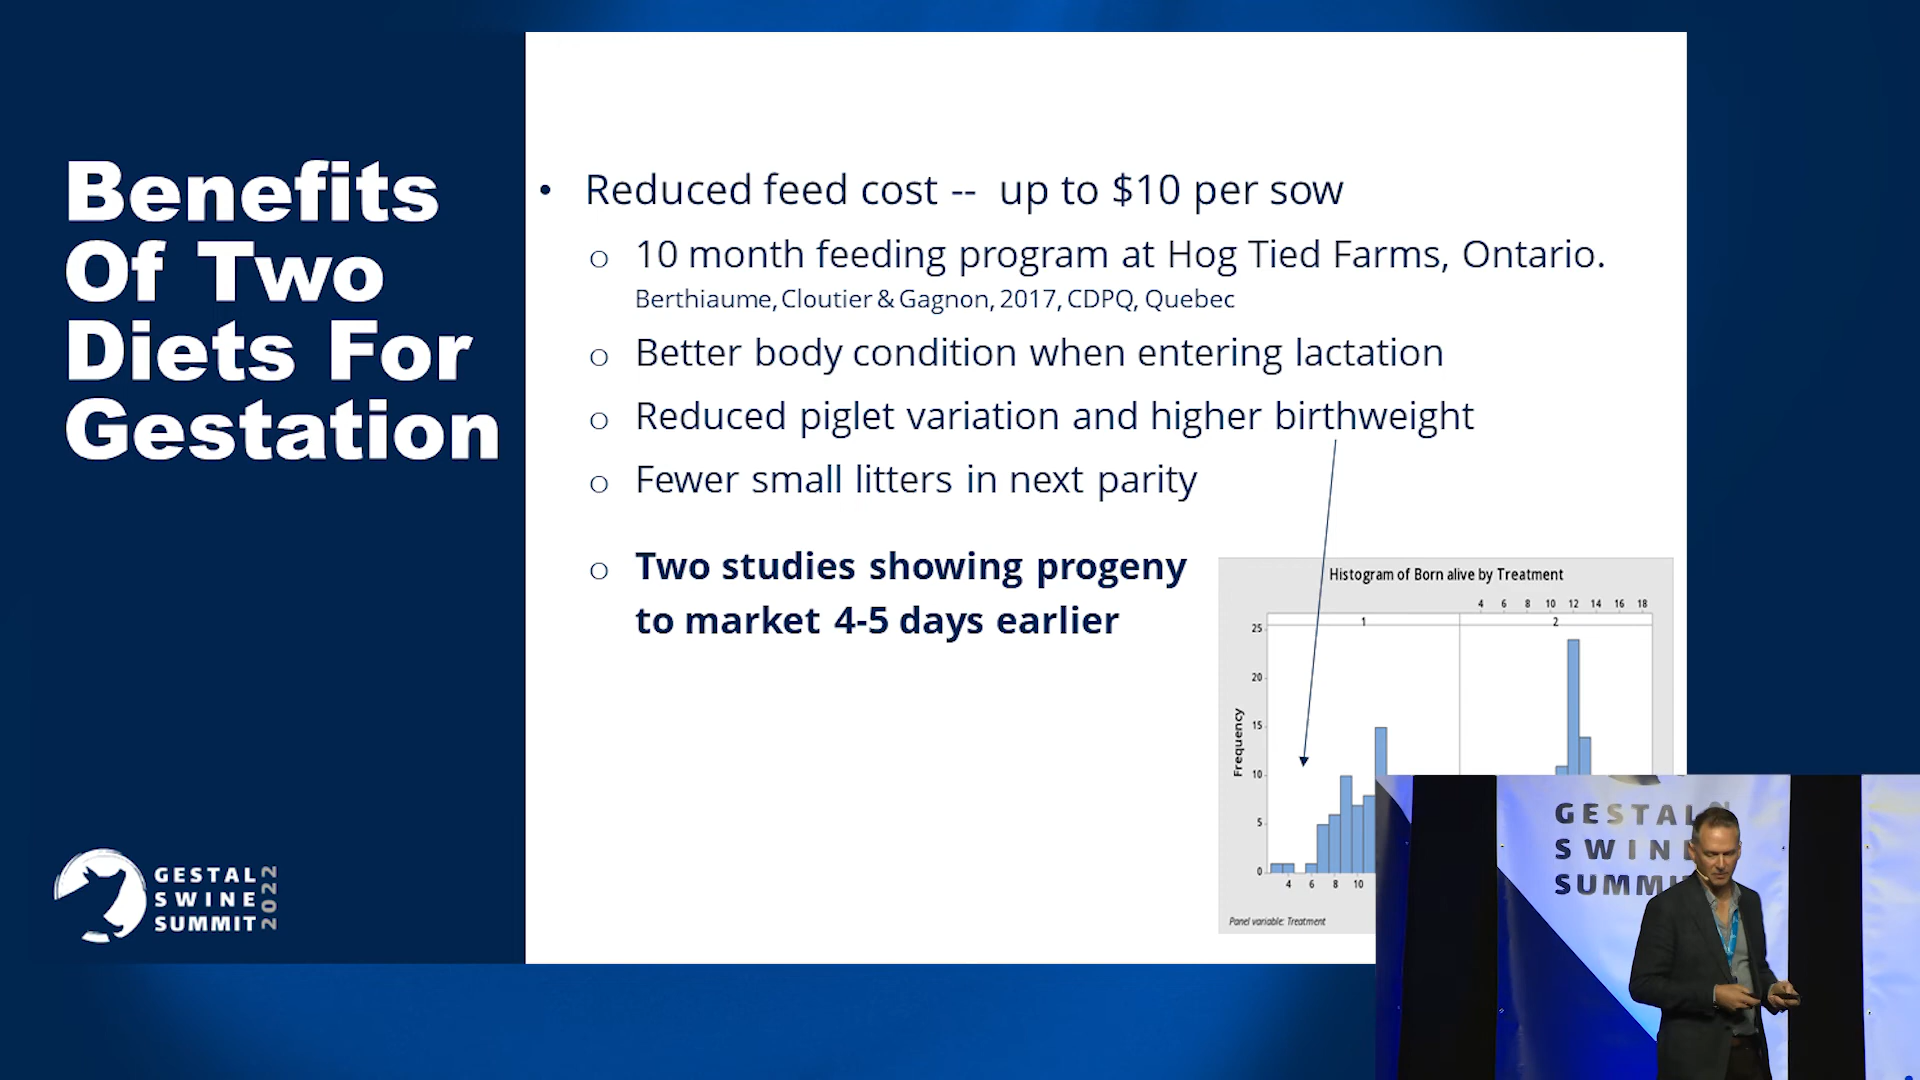 Benefits
Of Two
Diets For
Gestation
• Reduced feed cost -- up to $10 per sow
o 10 month feeding program at Hog Tied Farms, Ontario.
Berthiaume, Cloutier & Gagnon, 2017, CDPQ, Quebec
o Better body condition when entering lactation
o Reduced piglet variation and higher birthweight
o Fewer small litters in next parity
o Two studies showing progeny
to market 4-5 days earlier
Histogram of Born alive by Treatment
4 6 8 10 12 14 16 18
1 2
25
20
15
10
5
0
Frequency
4 6 8 10
Panel variable: Treatment
GESTAL
SWINE
SUMMIT
2022
GESTAL
SWINE
SUMMI